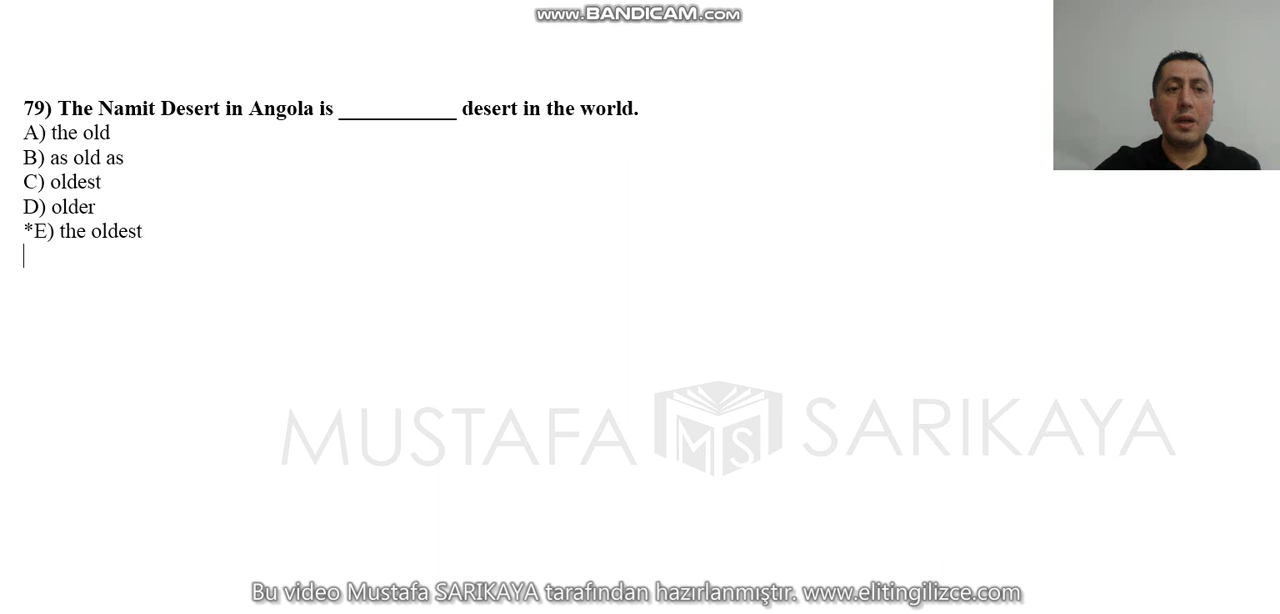 www.BANDICAM.com
79) The Namit Desert in Angola is ___________ desert in the world.
A) the old
B) as old as
C) oldest
D) older
*E) the oldest
MUSTAFA MS SARIKAYA
Bu video Mustafa SARIKAYA tarafından hazırlanmıştır. www.elitingilizce.com